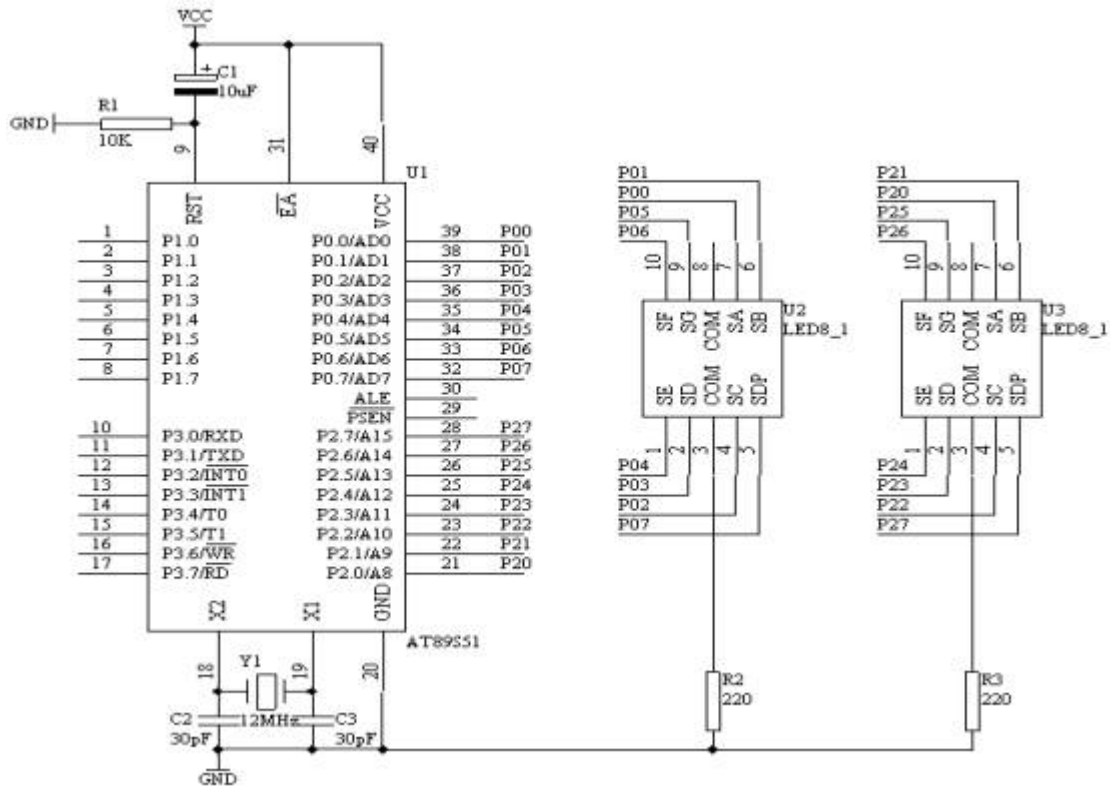 VCC
+
C1
10uF
R1
GND
10K
9
31
40
U1
RST
EA
VCC
1 P1.0
2 P1.1
3 P1.2
4 P1.3
5 P1.4
6 P1.5
7 P1.6
8 P1.7
10 P3.0/RXD
11 P3.1/TXD
12 P3.2/INT0
13 P3.3/INT1
14 P3.4/T0
15 P3.5/T1
16 P3.6/WR
17 P3.7/RD
P0.0/AD0 39 P00
P0.1/AD1 38 P01
P0.2/AD2 37 P02
P0.3/AD3 36 P03
P0.4/AD4 35 P04
P0.5/AD5 34 P05
P0.6/AD6 33 P06
P0.7/AD7 32 P07
ALE 30
PSEN 29
P2.7/A15 28 P27
P2.6/A14 27 P26
P2.5/A13 26 P25
P2.4/A12 25 P24
P2.3/A11 24 P23
P2.2/A10 23 P22
P2.1/A9 22 P21
P2.0/A8 21 P20
X2
X1
GND
AT89S51
18
Y1
19
20
C2
12MHz
C3
30pF
30pF
GND
P01
P00
P05
P06
10 9 8 7 6
SF SG COM SA SB
U2
LED8_1
SE SD COM SC SDP
1 2 3 4 5
P04
P03
P02
P07
R2
220
P21
P20
P25
P26
10 9 8 7 6
SF SG COM SA SB
U3
LED8_1
SE SD COM SC SDP
1 2 3 4 5
P24
P23
P22
P27
R3
220